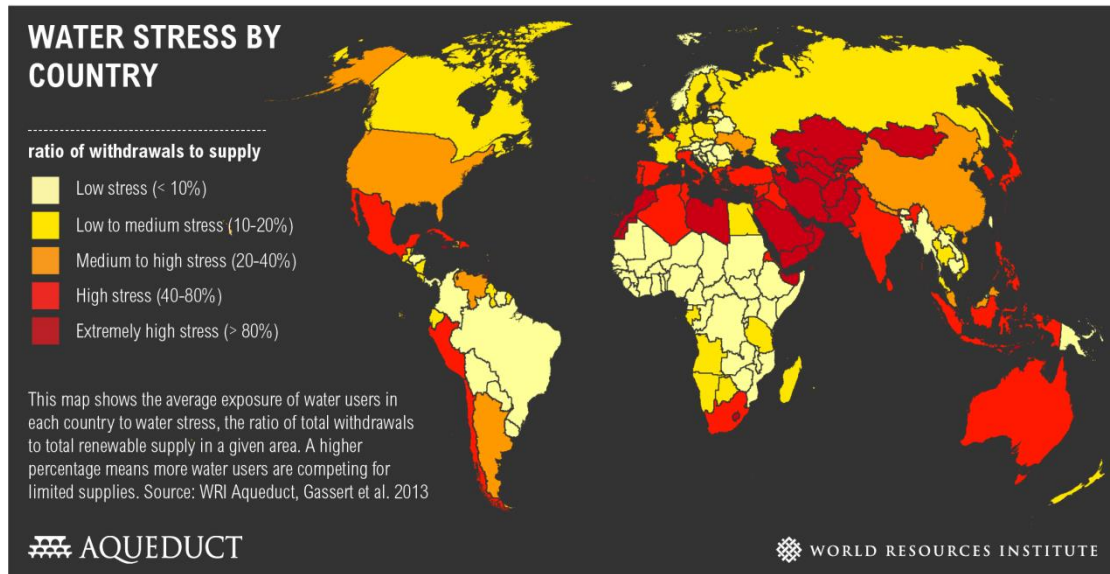 WATER STRESS BY
COUNTRY
ratio of withdrawals to supply
Low stress (< 10%)
Low to medium stress (10-20%)
Medium to high stress (20-40%)
High stress (40-80%)
Extremely high stress (> 80%)
This map shows the average exposure of water users in
each country to water stress, the ratio of total withdrawals
to total renewable supply in a given area. A higher
percentage means more water users are competing for
limited supplies. Source: WRI Aqueduct, Gassert et al. 2013
AQUEDUCT
WORLD RESOURCES INSTITUTE